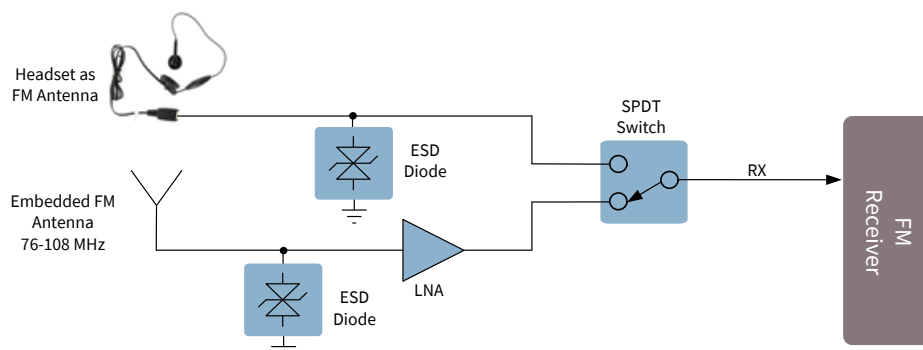 Headset as
FM Antenna
ESD
Diode
SPDT
Switch
RX
FM
Receiver
Embedded FM
Antenna
76-108 MHz
LNA
ESD
Diode